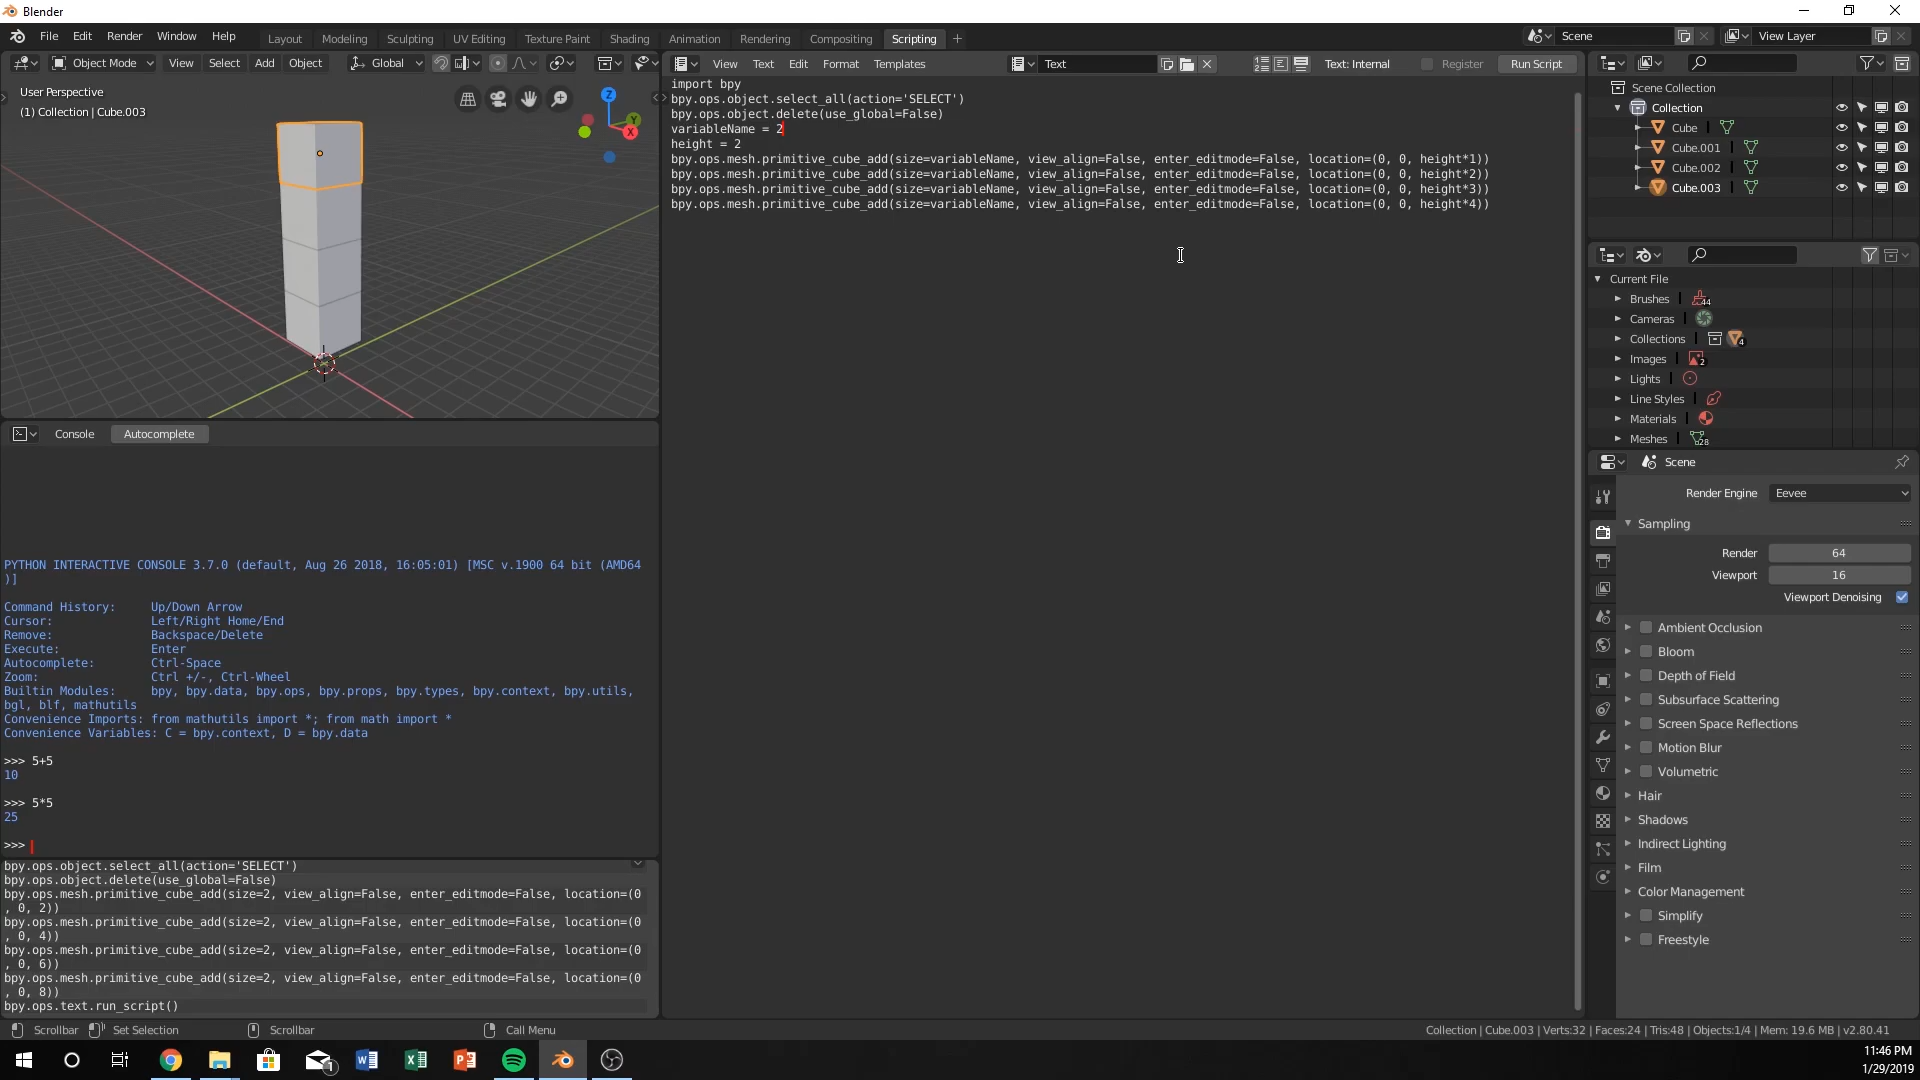 Blender
File Edit Render Window Help
Layout Modeling Sculpting UV Editing Texture Paint Shading Animation Rendering Compositing Scripting +
Scene
View Layer
Object Mode View Select Add Object Global
View Text Edit Format Templates Text Text: Internal Register Run Script
User Perspective
(1) Collection | Cube.003
Z
Y
X
import bpy
bpy.ops.object.select_all(action='SELECT')
bpy.ops.object.delete(use_global=False)
variableName = 2
height = 2
bpy.ops.mesh.primitive_cube_add(size=variableName, view_align=False, enter_editmode=False, location=(0, 0, height*1))
bpy.ops.mesh.primitive_cube_add(size=variableName, view_align=False, enter_editmode=False, location=(0, 0, height*2))
bpy.ops.mesh.primitive_cube_add(size=variableName, view_align=False, enter_editmode=False, location=(0, 0, height*3))
bpy.ops.mesh.primitive_cube_add(size=variableName, view_align=False, enter_editmode=False, location=(0, 0, height*4))
Scene Collection
Collection
Cube
Cube.001
Cube.002
Cube.003
Current File
Brushes 44
Cameras
Collections 4
Images 2
Lights
Line Styles
Materials
Meshes 28
Console Autocomplete
PYTHON INTERACTIVE CONSOLE 3.7.0 (default, Aug 26 2018, 16:05:01) [MSC v.1900 64 bit (AMD64
)]
Command History: Up/Down Arrow
Cursor: Left/Right Home/End
Remove: Backspace/Delete
Execute: Enter
Autocomplete: Ctrl-Space
Zoom: Ctrl +/-, Ctrl-Wheel
Builtin Modules: bpy, bpy.data, bpy.ops, bpy.props, bpy.types, bpy.context, bpy.utils,
bgl, blf, mathutils
Convenience Imports: from mathutils import *; from math import *
Convenience Variables: C = bpy.context, D = bpy.data
>>> 5+5
10
>>> 5*5
25
>>>
bpy.ops.object.select_all(action='SELECT')
bpy.ops.object.delete(use_global=False)
bpy.ops.mesh.primitive_cube_add(size=2, view_align=False, enter_editmode=False, location=(0
, 0, 2))
bpy.ops.mesh.primitive_cube_add(size=2, view_align=False, enter_editmode=False, location=(0
, 0, 4))
bpy.ops.mesh.primitive_cube_add(size=2, view_align=False, enter_editmode=False, location=(0
, 0, 6))
bpy.ops.mesh.primitive_cube_add(size=2, view_align=False, enter_editmode=False, location=(0
, 0, 8))
bpy.ops.text.run_script()
Scene
Render Engine Eevee
Sampling
Render 64
Viewport 16
Viewport Denoising
Ambient Occlusion
Bloom
Depth of Field
Subsurface Scattering
Screen Space Reflections
Motion Blur
Volumetric
Hair
Shadows
Indirect Lighting
Film
Color Management
Simplify
Freestyle
Scrollbar Set Selection Scrollbar Call Menu
Collection | Cube.003 | Verts:32 | Faces:24 | Tris:48 | Objects:1/4 | Mem: 19.6 MB | v2.80.41
11:46 PM
1/29/2019